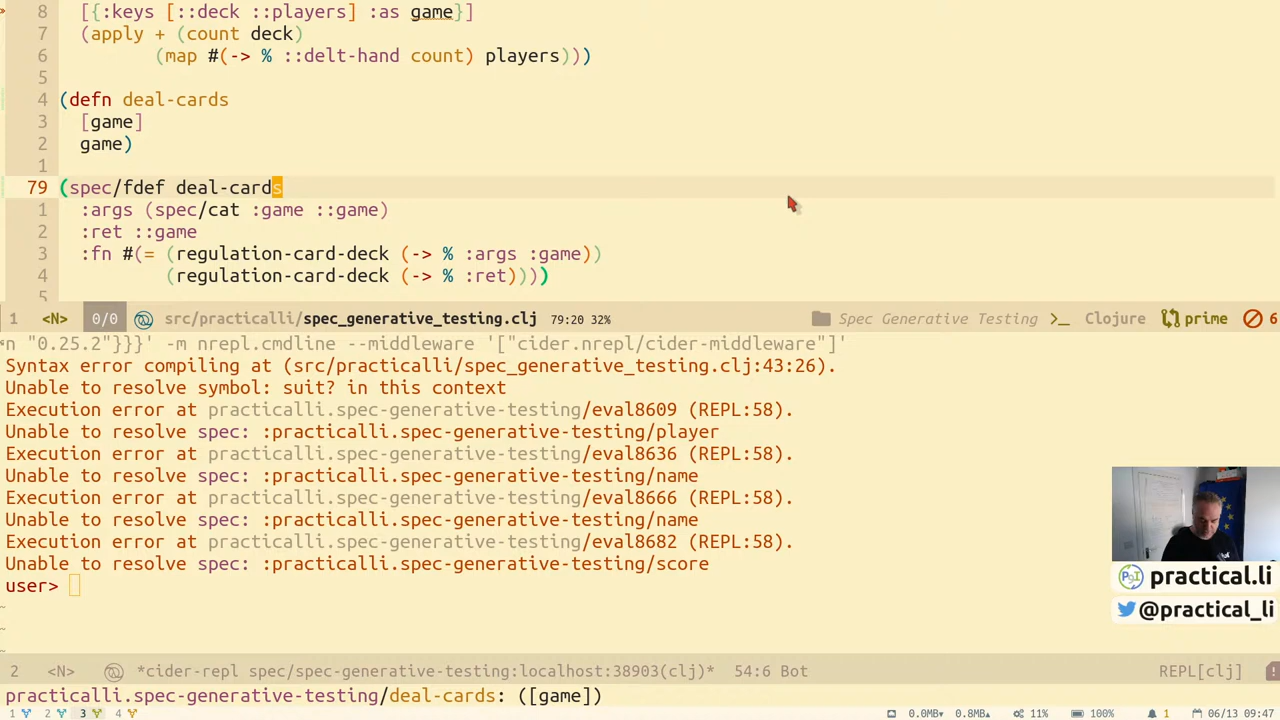 8 [{:keys [::deck ::players] :as game}]
7 (apply + (count deck)
6 (map #(-> % ::delt-hand count) players)))
5
4 (defn deal-cards
3 [game]
2 game)
1
79 (spec/fdef deal-cards
1 :args (spec/cat :game ::game)
2 :ret ::game
3 :fn #(= (regulation-card-deck (-> % :args :game))
4 (regulation-card-deck (-> % :ret))))
5
1 <N> 0/0 src/practicalli/spec_generative_testing.clj 79:20 32% Spec Generative Testing >_ Clojure prime 6
n "0.25.2"}}}' -m nrepl.cmdline --middleware '["cider.nrepl/cider-middleware"]'
Syntax error compiling at (src/practicalli/spec_generative_testing.clj:43:26).
Unable to resolve symbol: suit? in this context
Execution error at practicalli.spec-generative-testing/eval8609 (REPL:58).
Unable to resolve spec: :practicalli.spec-generative-testing/player
Execution error at practicalli.spec-generative-testing/eval8636 (REPL:58).
Unable to resolve spec: :practicalli.spec-generative-testing/name
Execution error at practicalli.spec-generative-testing/eval8666 (REPL:58).
Unable to resolve spec: :practicalli.spec-generative-testing/name
Execution error at practicalli.spec-generative-testing/eval8682 (REPL:58).
Unable to resolve spec: :practicalli.spec-generative-testing/score
user>
practical.li
@practical_li
~
~
~
2 <N> *cider-repl spec/spec-generative-testing:localhost:38903(clj)* 54:6 Bot REPL[clj]
practicalli.spec-generative-testing/deal-cards: ([game])
1 2 3 4 0.0MB▾ 0.8MB▴ 11% 100% 1 06/13 09:47